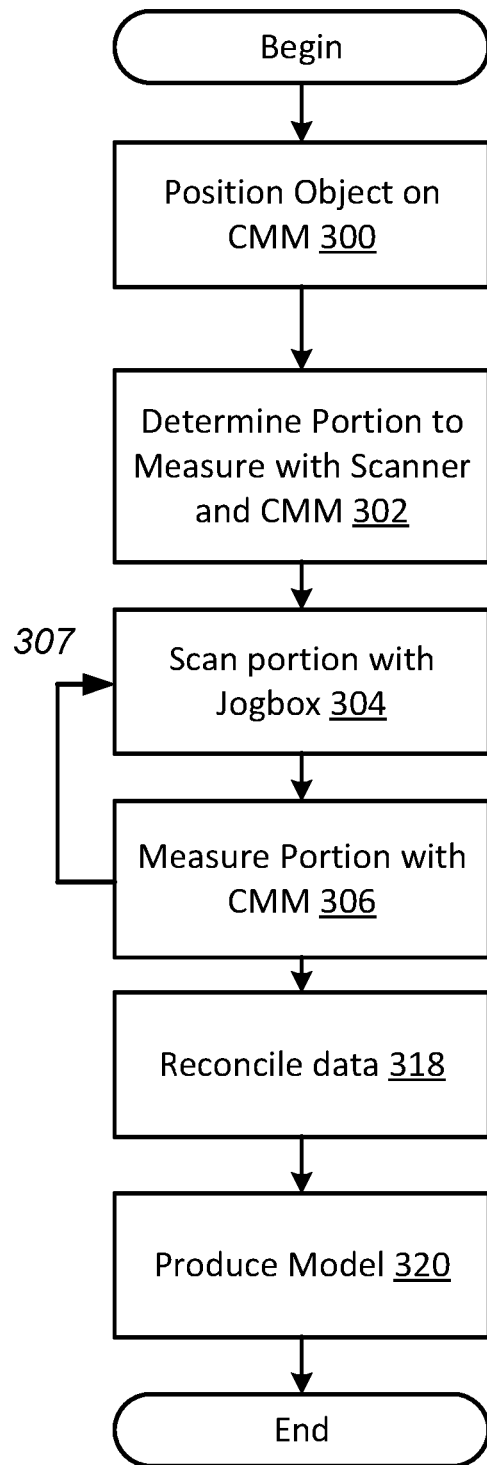 Begin
Position Object on
CMM 300
Determine Portion to
Measure with Scanner
and CMM 302
307
Scan portion with
Jogbox 304
Measure Portion with
CMM 306
Reconcile data 318
Produce Model 320
End